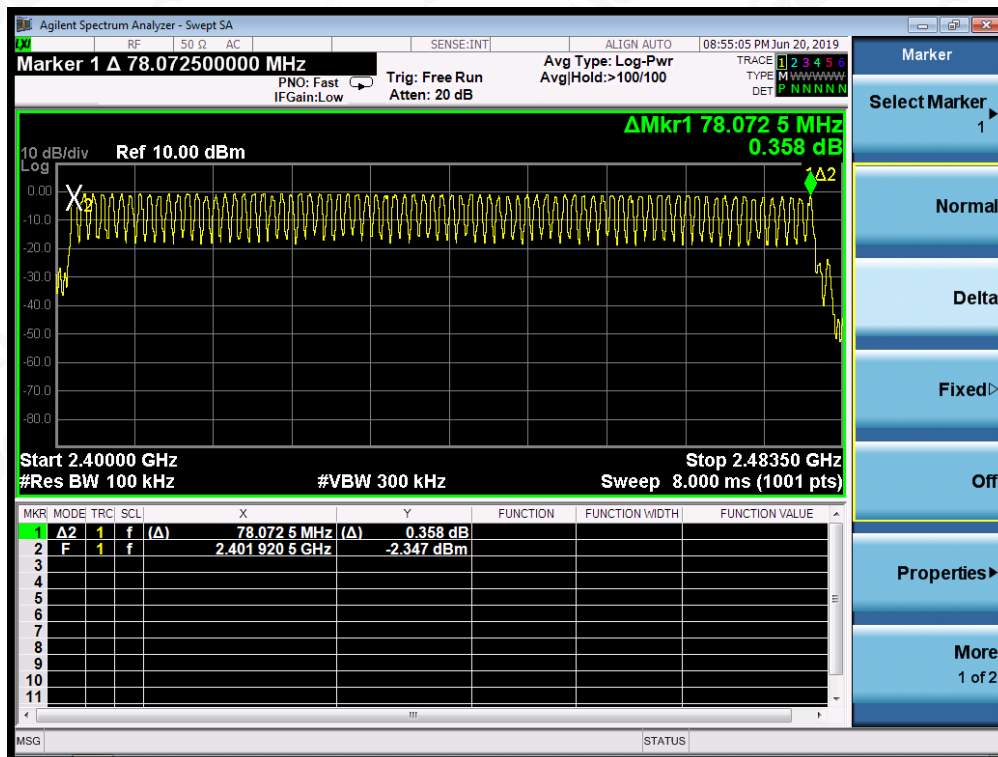 Agilent Spectrum Analyzer - Swept SA
LXI RF 50 Ω AC SENSE:INT ALIGN AUTO 08:55:05 PM Jun 20, 2019
Marker 1 Δ 78.072500000 MHz
PNO: Fast
IFGain:Low
Trig: Free Run
Atten: 20 dB
Avg Type: Log-Pwr
Avg|Hold:>100/100
TRACE 1 2 3 4 5 6
TYPE M WWWWW
DET P N N N N N
ΔMkr1 78.072 5 MHz
0.358 dB
10 dB/div Ref 10.00 dBm
Log
1Δ2
0.00
X2
-10.0
-20.0
-30.0
-40.0
-50.0
-60.0
-70.0
-80.0
Start 2.40000 GHz Stop 2.48350 GHz
#Res BW 100 kHz #VBW 300 kHz Sweep 8.000 ms (1001 pts)
MKR MODE TRC SCL X Y FUNCTION FUNCTION WIDTH FUNCTION VALUE
1 Δ2 1 f (Δ) 78.072 5 MHz (Δ) 0.358 dB
2 F 1 f 2.401 920 5 GHz -2.347 dBm
3
4
5
6
7
8
9
10
11
MSG STATUS
Marker
Select Marker
1
Normal
Delta
Fixed
Off
Properties
More
1 of 2